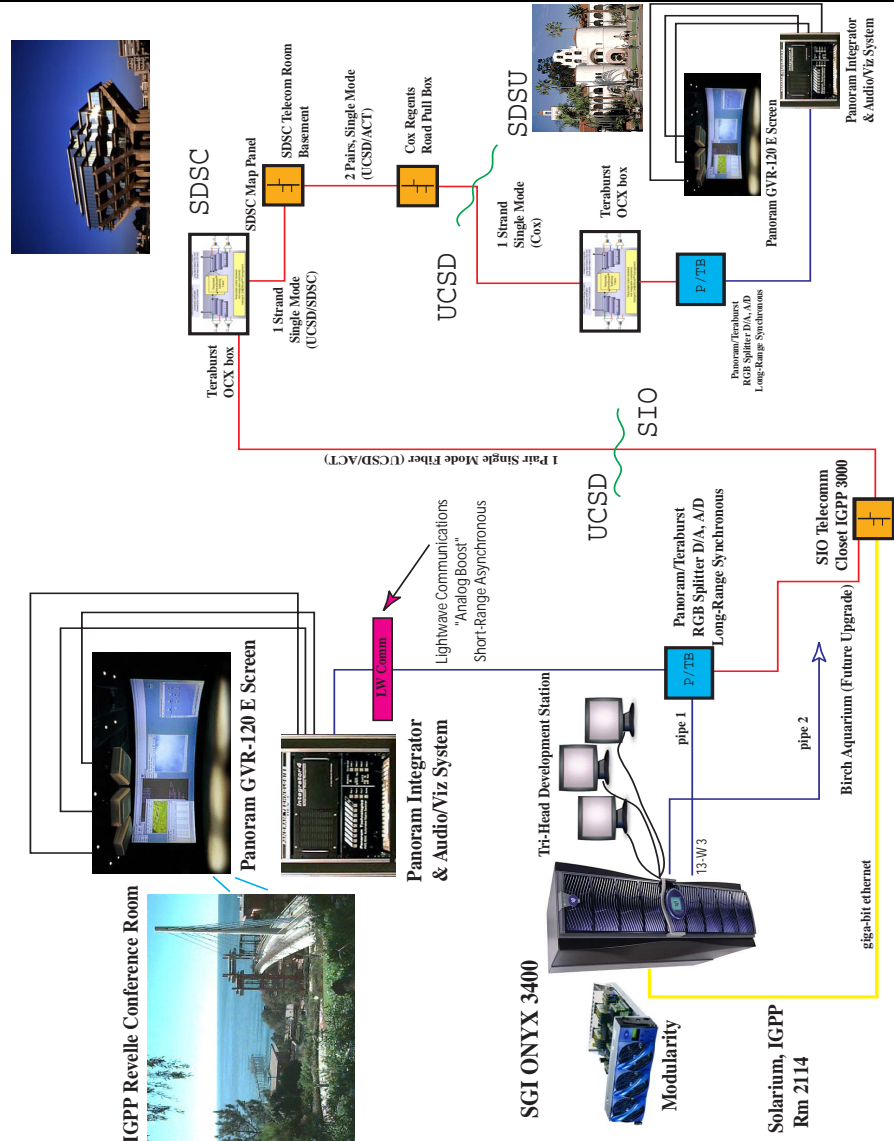 IGPP Revelle Conference Room
Panoram GVR-120 E Screen
Integrator 4
Panoram Integrator
& Audio/Viz System
LW Comm
Lightwave Communications
"Analog Boost"
Short-Range Asynchronous
SGI ONYX 3400
Modularity
Solarium, IGPP
Rm 2114
Tri-Head Development Station
13-W3
pipe 1
pipe 2
P/TB
Panoram/Teraburst
RGB Splitter D/A, A/D
Long-Range Synchronous
Birch Aquarium (Future Upgrade)
giga-bit ethernet
SIO Telecomm
Closet IGPP 3000
UCSD
SIO
1 Pair Single Mode Fiber (UCSD/ACT)
Teraburst
OCX box
SDSC
SDSC Map Panel
1 Strand
Single Mode
(UCSD/SDSC)
SDSC Telecom Room
Basement
2 Pairs, Single Mode
(UCSD/ACT)
Cox Regents
Road Pull Box
UCSD
SDSU
1 Strand
Single Mode
(Cox)
Teraburst
OCX box
P/TB
Panoram/Teraburst
RGB Splitter D/A, A/D
Long-Range Synchronous
Panoram GVR-120 E Screen
Panoram Integrator
& Audio/Viz System